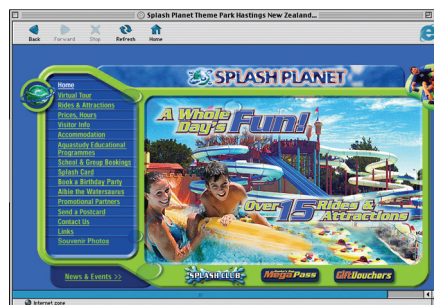 Splash Planet Theme Park Hastings New Zealand...
Back
Forward
Stop
Refresh
Home
SPLASH PLANET
Home
Virtual Tour
Rides & Attractions
Prices, Hours
Visitor Info
Accommodation
Aquastudy Educational
Programmes
School & Group Bookings
Splash Card
Book a Birthday Party
Albie the Watersaurus
Promotional Partners
Send a Postcard
Contact Us
Links
Souvenir Photos
News & Events >>
A Whole
Day's Fun!
Over 15 Rides &
Attractions
SPLASH CLUB
MegaPass
GiftVouchers
Internet zone